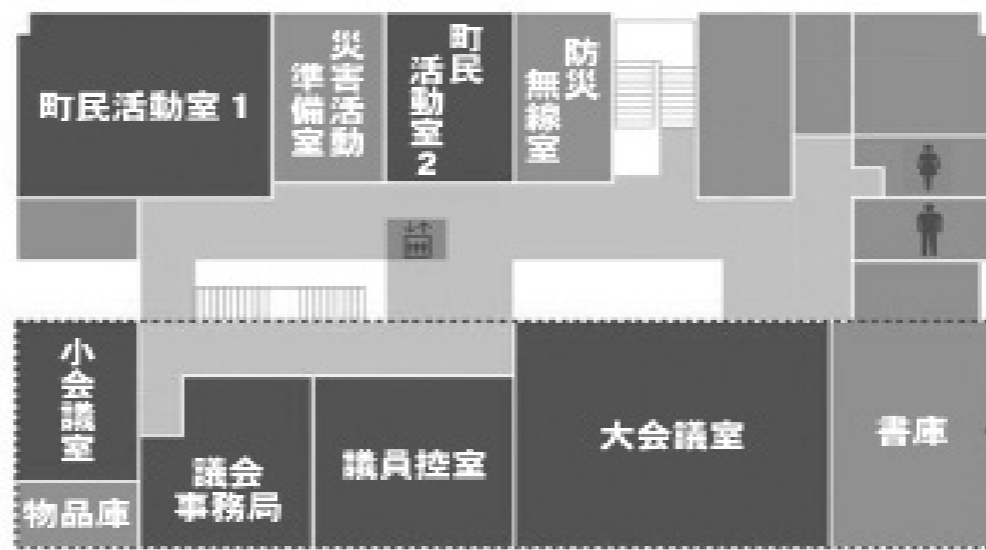 町民活動室 1
災害活動
準備室
町民
活動室2
防災
無線室
小会議室
物品庫
議会
事務局
議員控室
大会議室
書庫